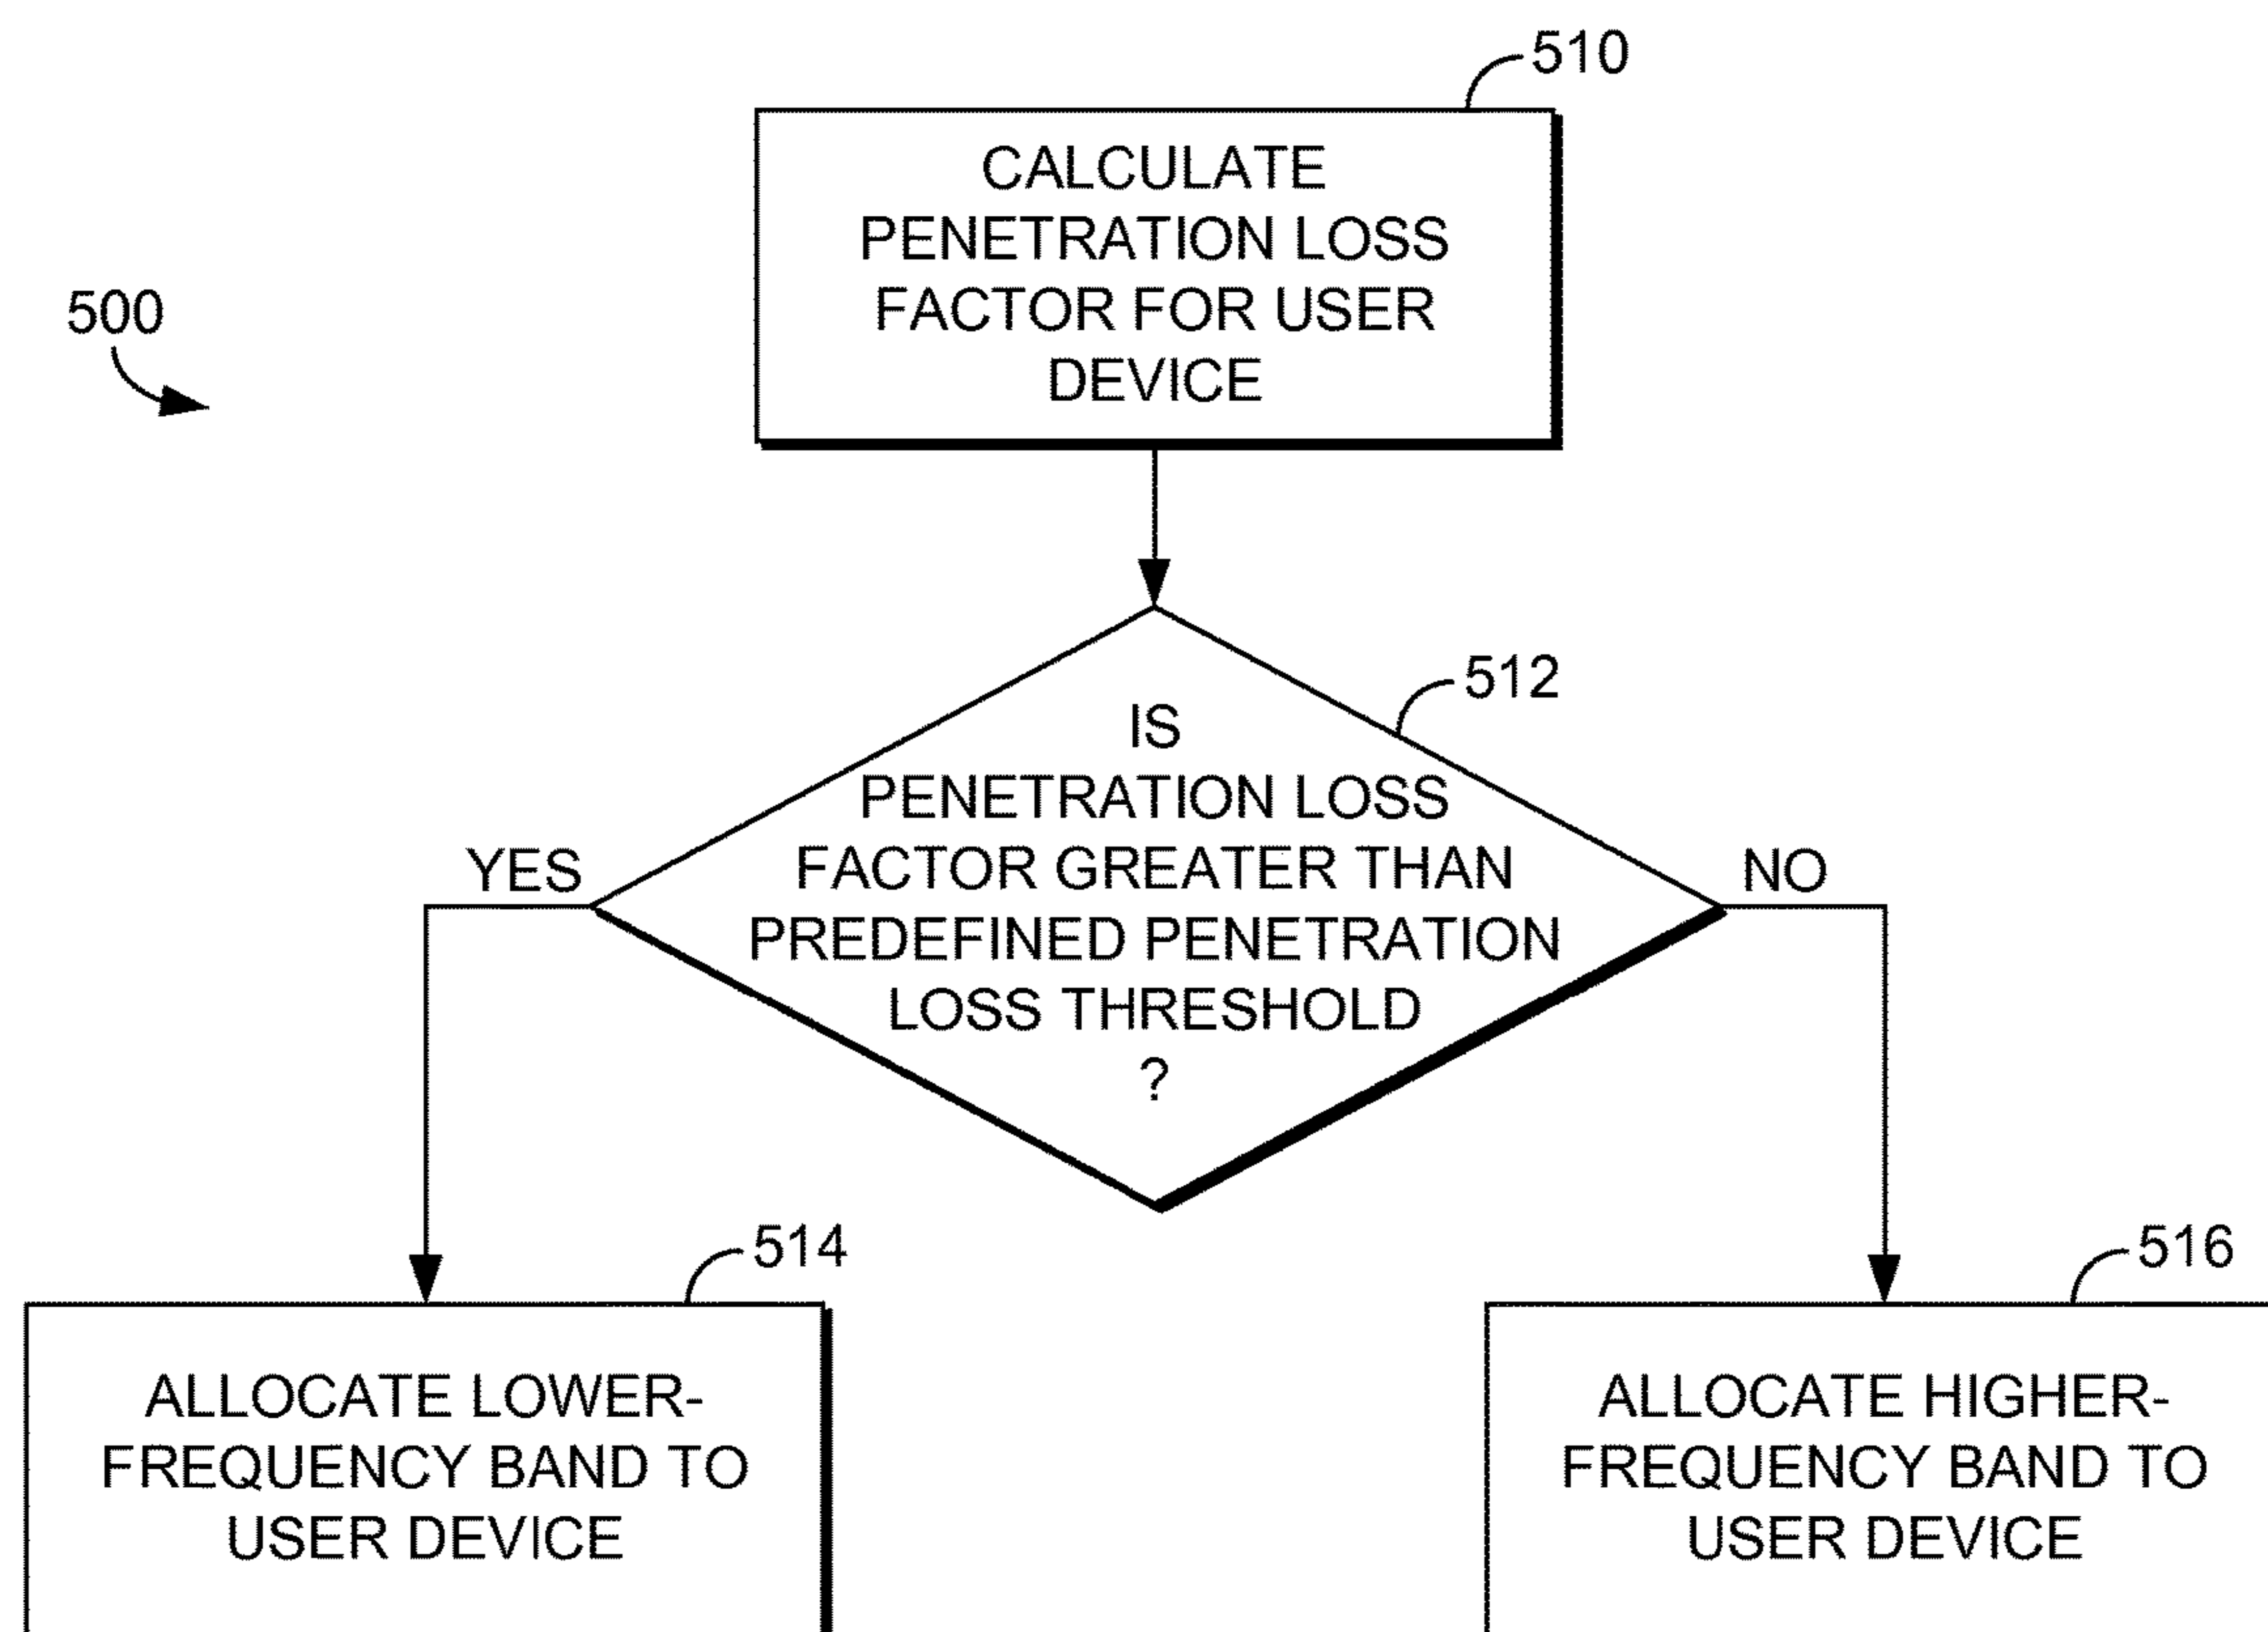 510
CALCULATE
PENETRATION LOSS
FACTOR FOR USER
DEVICE
500
512
IS
PENETRATION LOSS
FACTOR GREATER THAN
PREDEFINED PENETRATION
LOSS THRESHOLD
?
YES
NO
514
ALLOCATE LOWER-
FREQUENCY BAND TO
USER DEVICE
516
ALLOCATE HIGHER-
FREQUENCY BAND TO
USER DEVICE